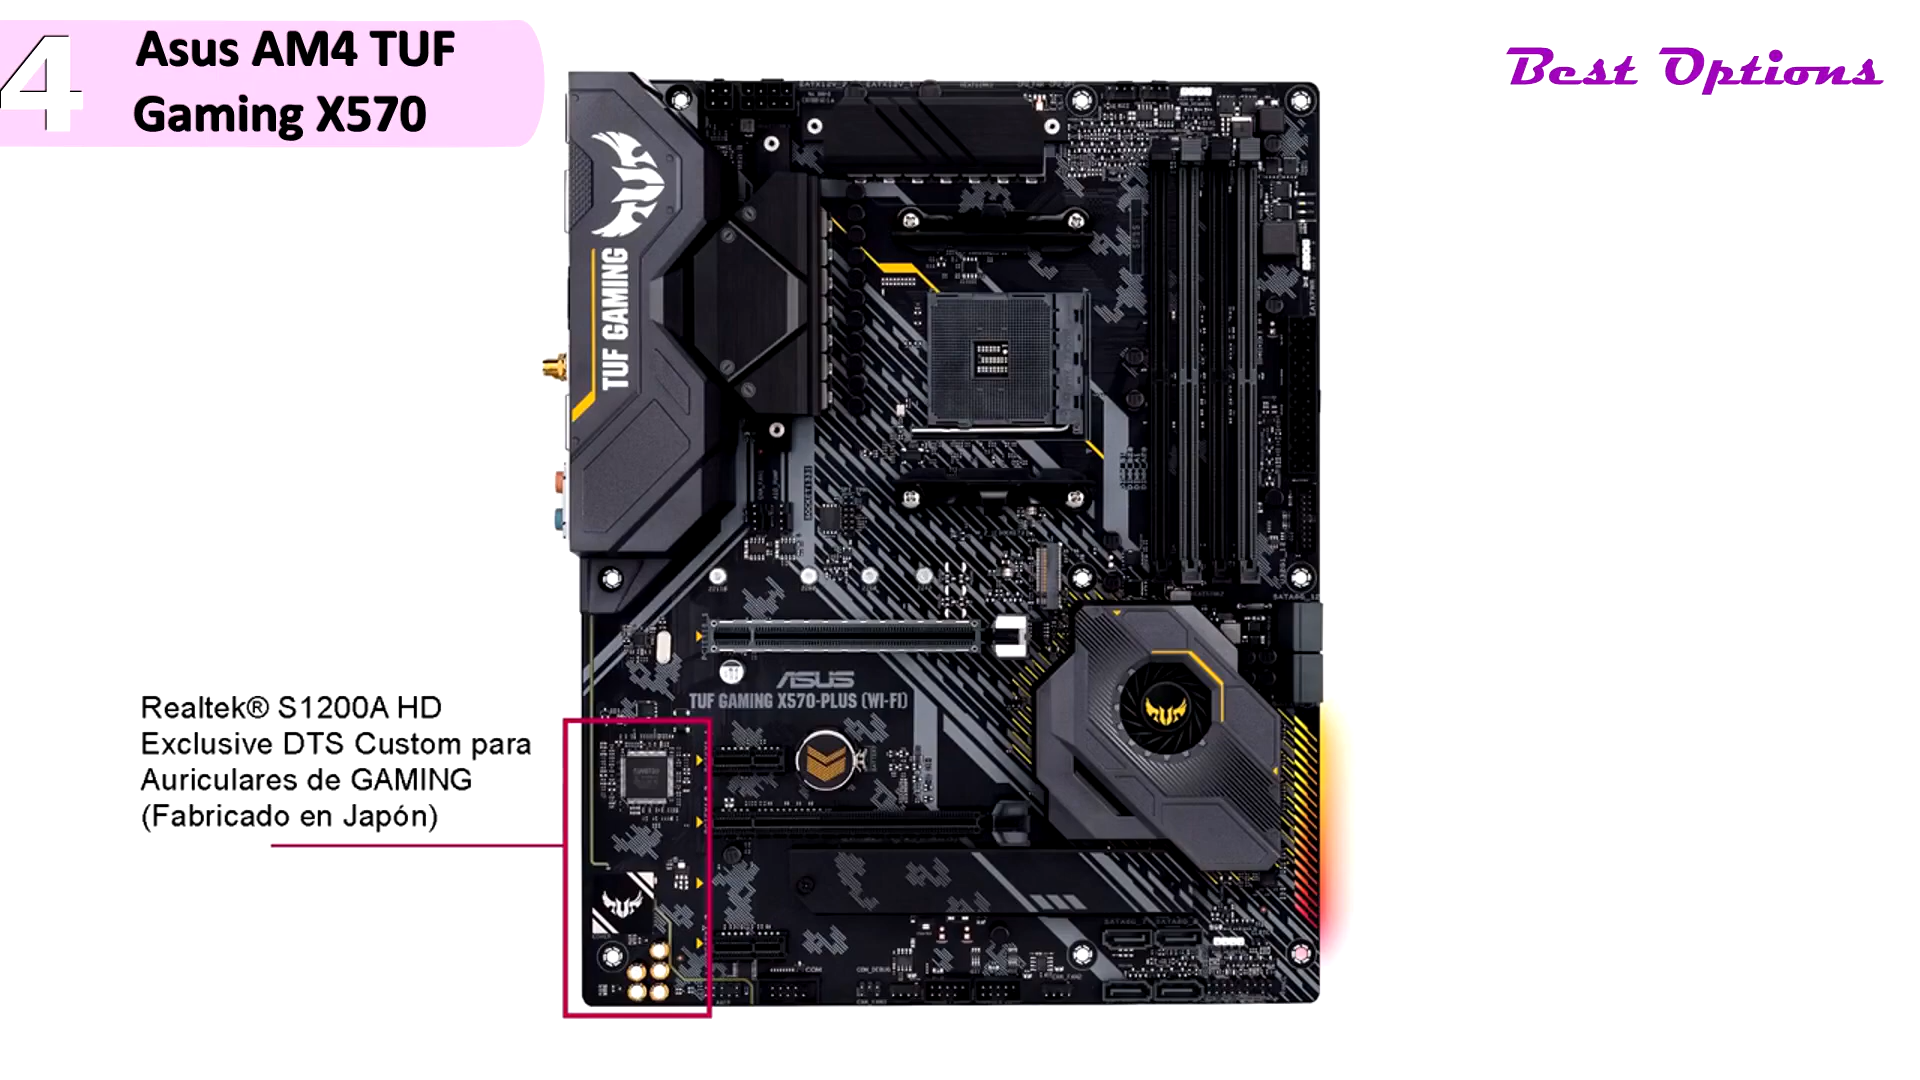 4
Asus AM4 TUF
Gaming X570
Best Options
TUF GAMING
ASUS
TUF GAMING X570-PLUS (WI-FI)
Realtek® S1200A HD
Exclusive DTS Custom para
Auriculares de GAMING
(Fabricado en Japón)
COM